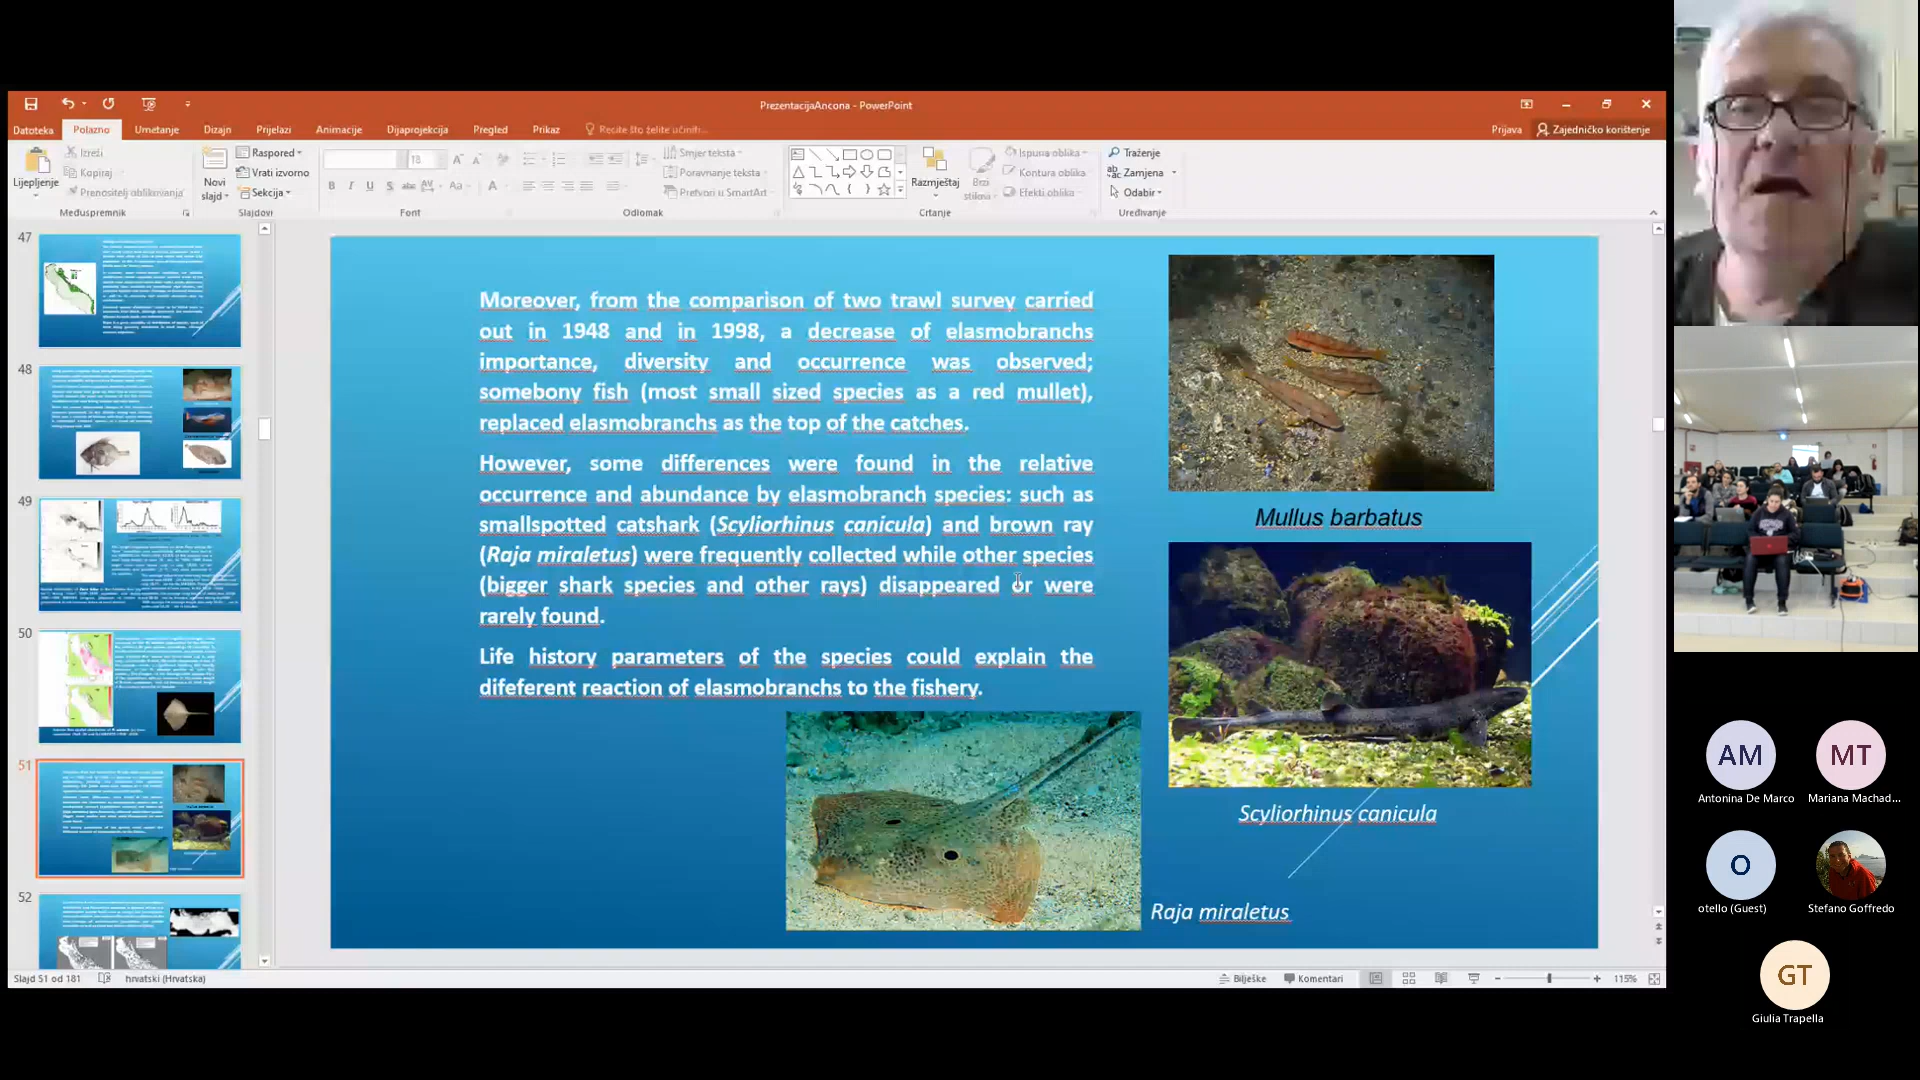 PrezentacijaAncona - PowerPoint
Datoteka Polazno Umetanje Dizajn Prijelazi Animacije Dijaprojekcija Pregled Prikaz Recite što želite učiniti...
Prijava Zajedničko korištenje
Lijepljenje
Izreži
Kopiraj
Prenositelj oblikovanja
Međuspremnik
Novi slajd
Raspored
Vrati izvorno
Sekcija
Slajdovi
18
B I U S abc AV Aa A
Font
Smjer teksta
Poravnanje teksta
Pretvori u SmartArt
Odlomak
Razmještaj
Brzi stilovi
Ispuna oblika
Kontura oblika
Efekti oblika
Crtanje
Traženje
Zamjena
Odabir
Uređivanje
47
48
49
50
51
52
Moreover, from the comparison of two trawl survey carried
out in 1948 and in 1998, a decrease of elasmobranchs
importance, diversity and occurrence was observed;
somebony fish (most small sized species as a red mullet),
replaced elasmobranchs as the top of the catches.
However, some differences were found in the relative
occurrence and abundance by elasmobranch species: such as
smallspotted catshark (Scyliorhinus canicula) and brown ray
(Raja miraletus) were frequently collected while other species
(bigger shark species and other rays) disappeared or were
rarely found.
Life history parameters of the species could explain the
difeferent reaction of elasmobranchs to the fishery.
Mullus barbatus
Scyliorhinus canicula
Raja miraletus
Slajd 51 od 181
hrvatski (Hrvatska)
Bilješke
Komentari
115%
AM
Antonina De Marco
MT
Mariana Machad...
O
otello (Guest)
Stefano Goffredo
GT
Giulia Trapella